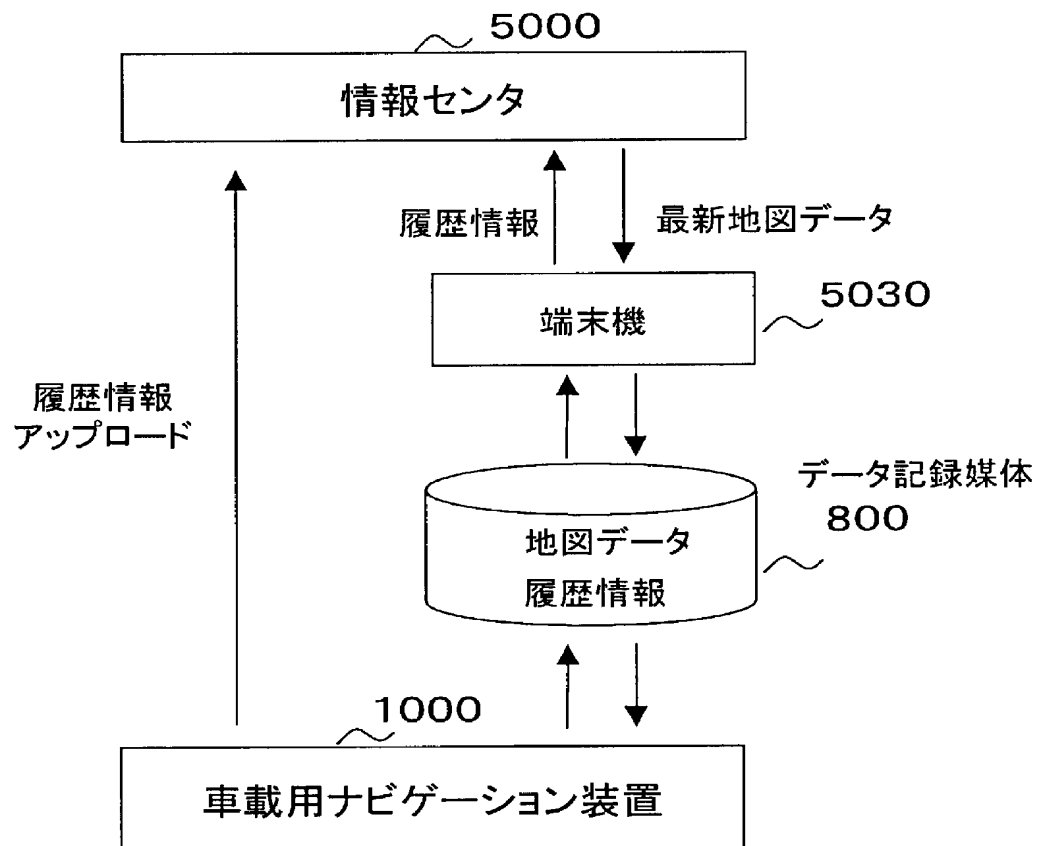 5000
情報センタ
履歴情報
最新地図データ
5030
端末機
履歴情報
アップロード
データ記録媒体
800
地図データ
履歴情報
1000
車載用ナビゲーション装置